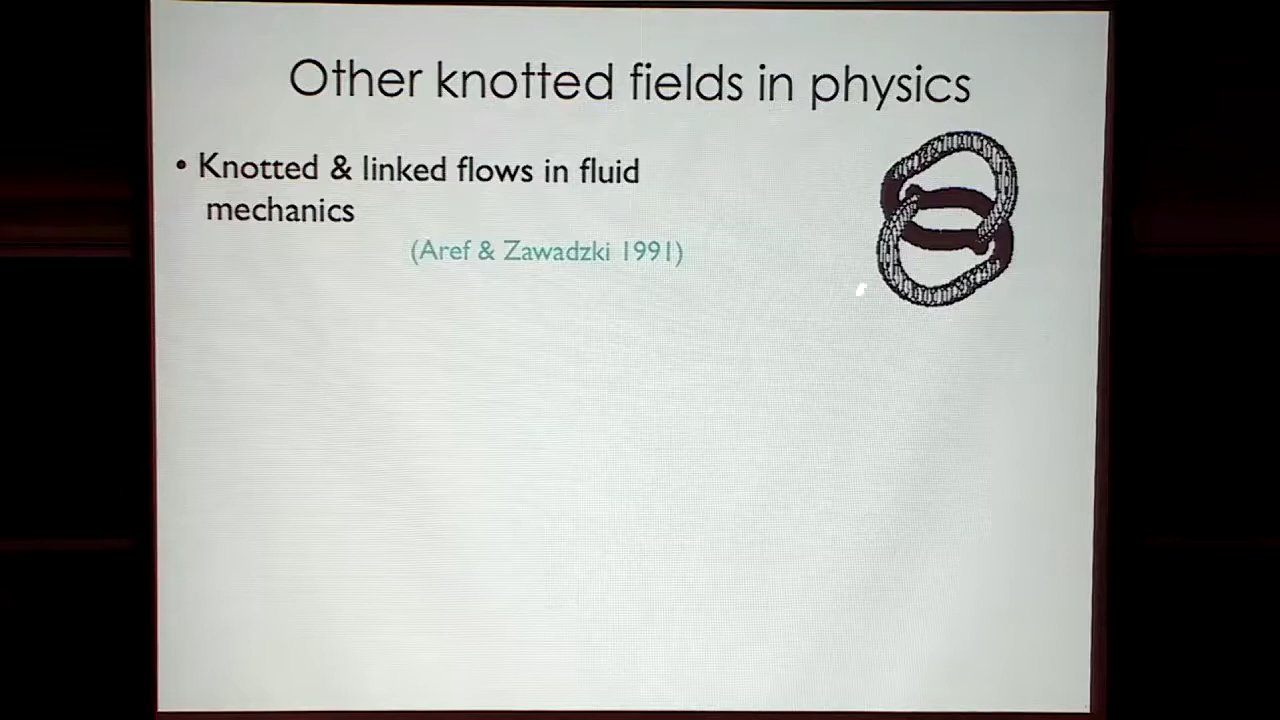 Other knotted fields in physics
• Knotted & linked flows in fluid
mechanics
(Aref & Zawadzki 1991)